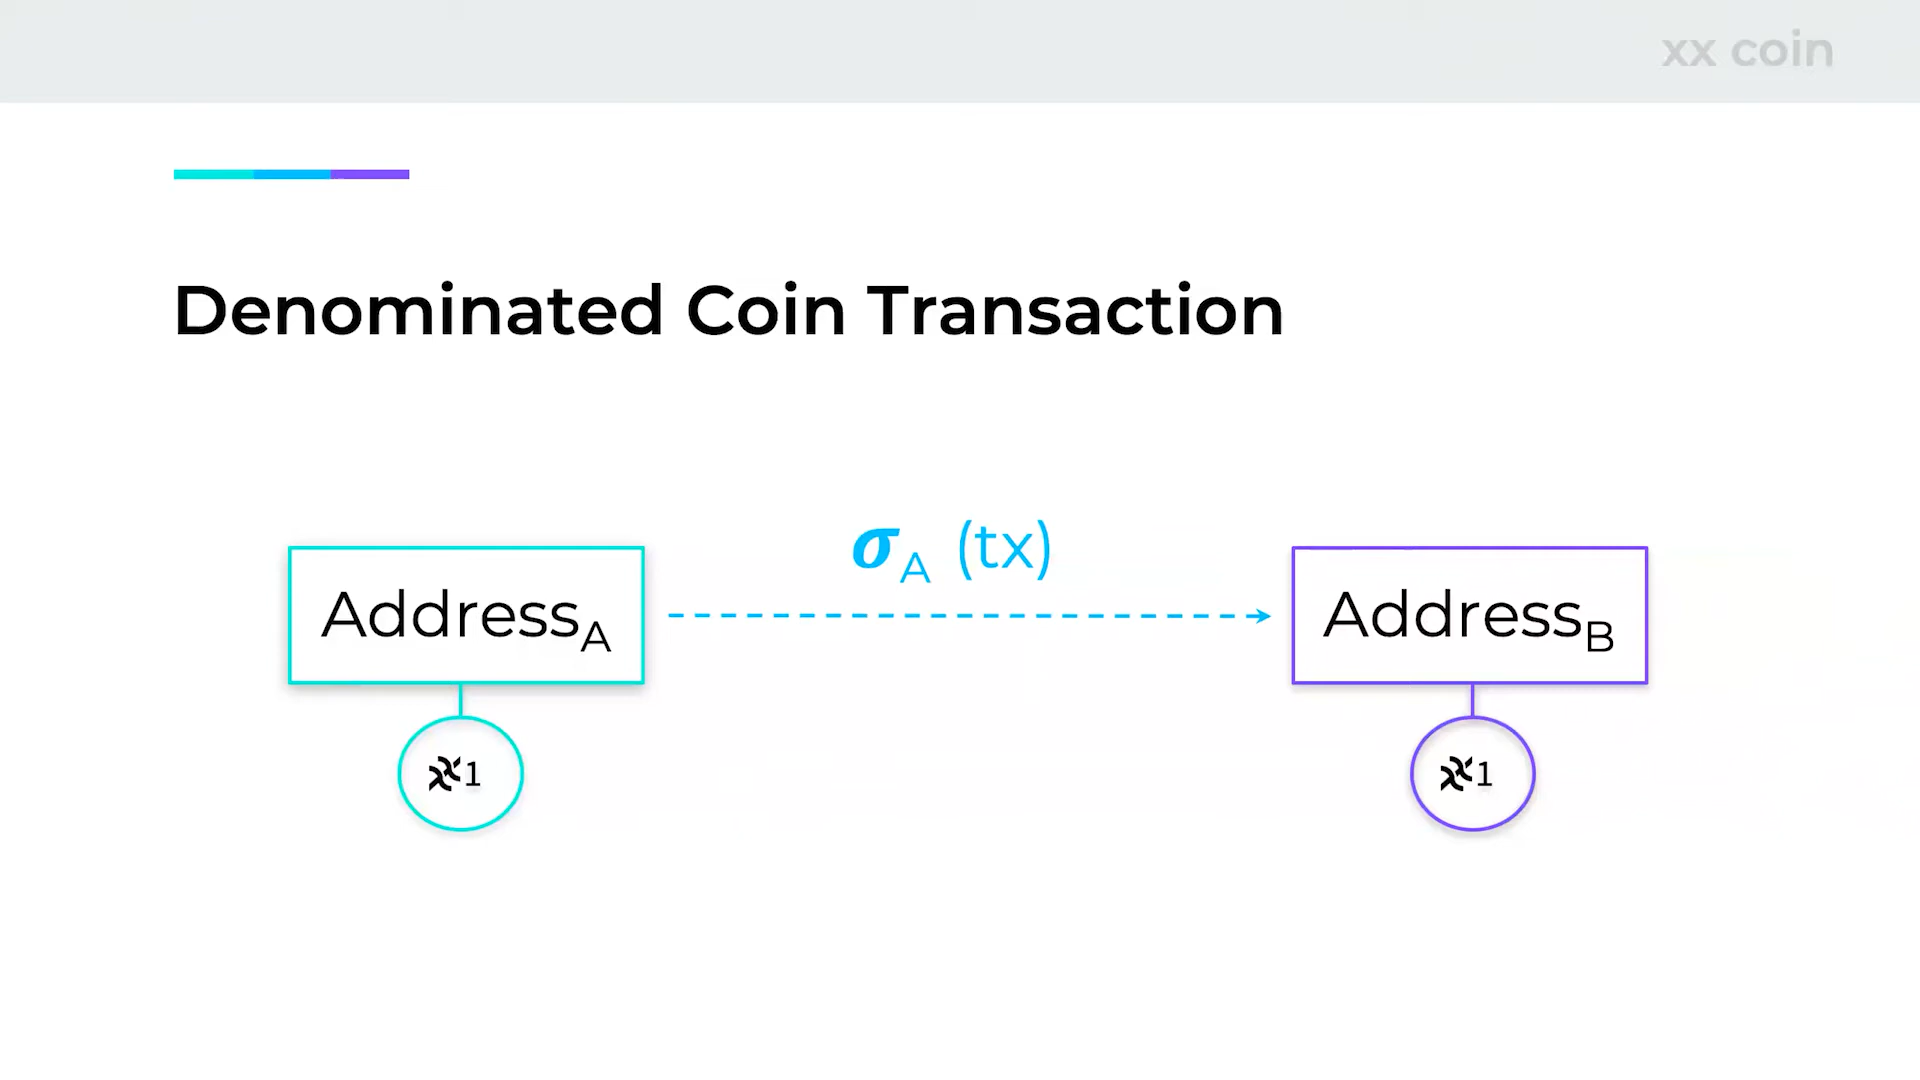 xx coin
Denominated Coin Transaction
σA (tx)
AddressA
AddressB
1
1